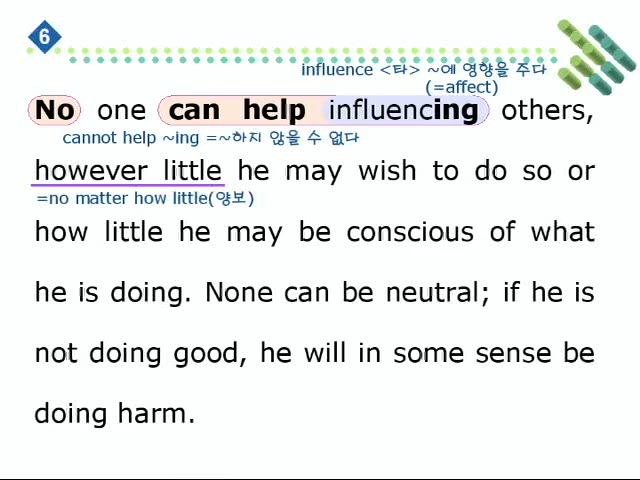 6
influence <타> ~에 영향을 주다
(=affect)
No one can help influencing others,
cannot help ~ing =~하지 않을 수 없다
however little he may wish to do so or
=no matter how little(양보)
how little he may be conscious of what
he is doing. None can be neutral; if he is
not doing good, he will in some sense be
doing harm.